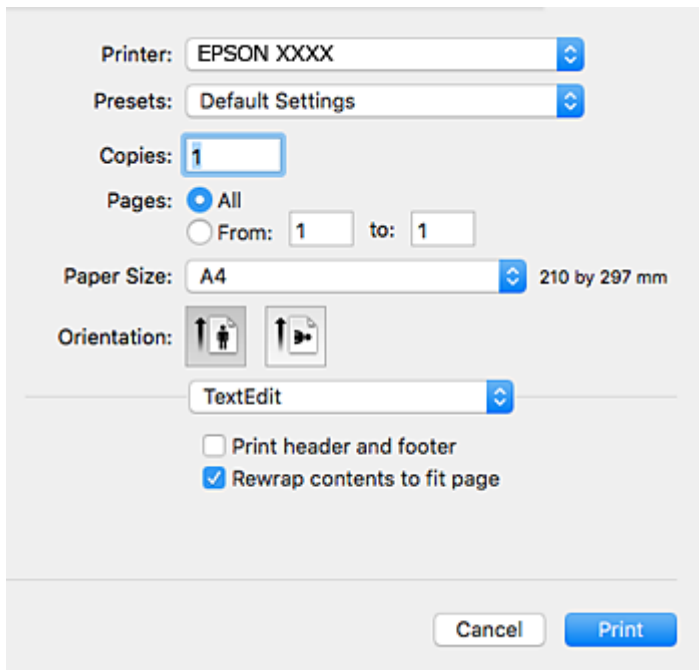 Printer: EPSON XXXX
Presets: Default Settings
Copies: 1
Pages: All
From: 1 to: 1
Paper Size: A4 210 by 297 mm
Orientation:
TextEdit
Print header and footer
Rewrap contents to fit page
Cancel Print